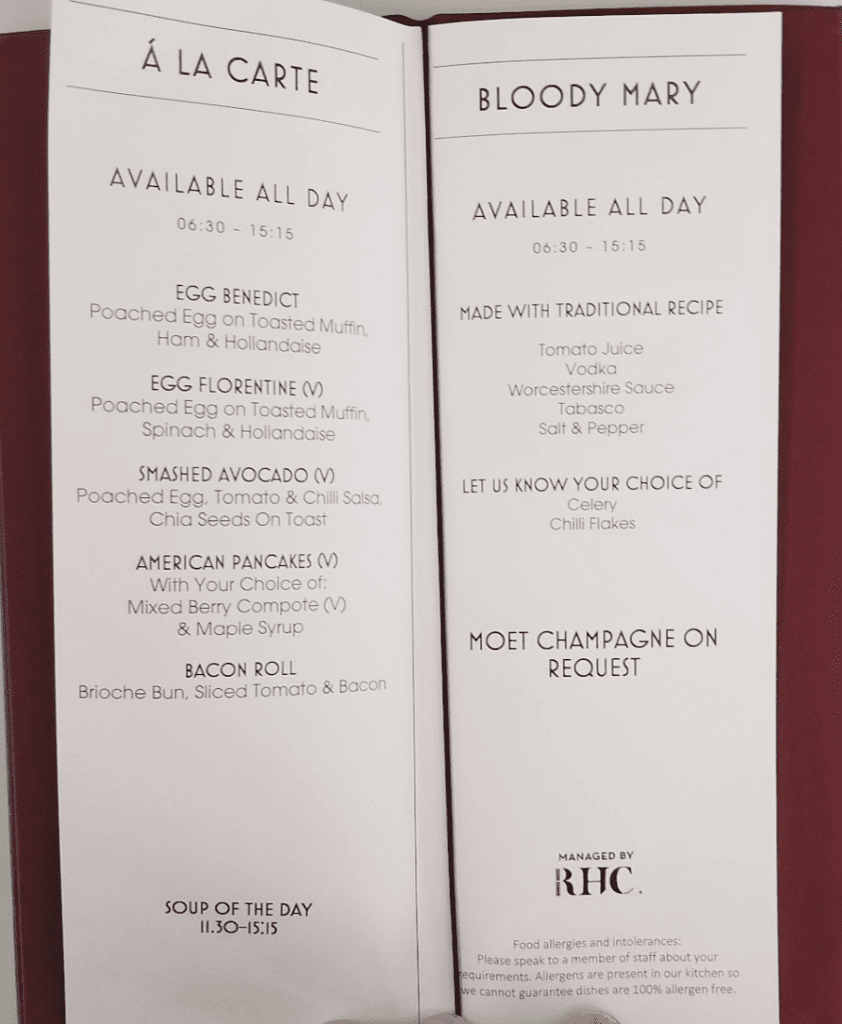 Á LA CARTE
AVAILABLE ALL DAY
06:30 - 15:15
EGG BENEDICT
Poached Egg on Toasted Muffin,
Ham & Hollandaise
EGG FLORENTINE (V)
Poached Egg on Toasted Muffin,
Spinach & Hollandaise
SMASHED AVOCADO (V)
Poached Egg, Tomato & Chilli Salsa,
Chia Seeds On Toast
AMERICAN PANCAKES (V)
With Your Choice of:
Mixed Berry Compote (V)
& Maple Syrup
BACON ROLL
Brioche Bun, Sliced Tomato & Bacon
SOUP OF THE DAY
11.30-15:15
BLOODY MARY
AVAILABLE ALL DAY
06:30 - 15:15
MADE WITH TRADITIONAL RECIPE
Tomato Juice
Vodka
Worcestershire Sauce
Tabasco
Salt & Pepper
LET US KNOW YOUR CHOICE OF
Celery
Chilli Flakes
MOET CHAMPAGNE ON
REQUEST
MANAGED BY
RHC.
Food allergies and intolerances:
Please speak to a member of staff about your
requirements. Allergens are present in our kitchen so
we cannot guarantee dishes are 100% allergen free.